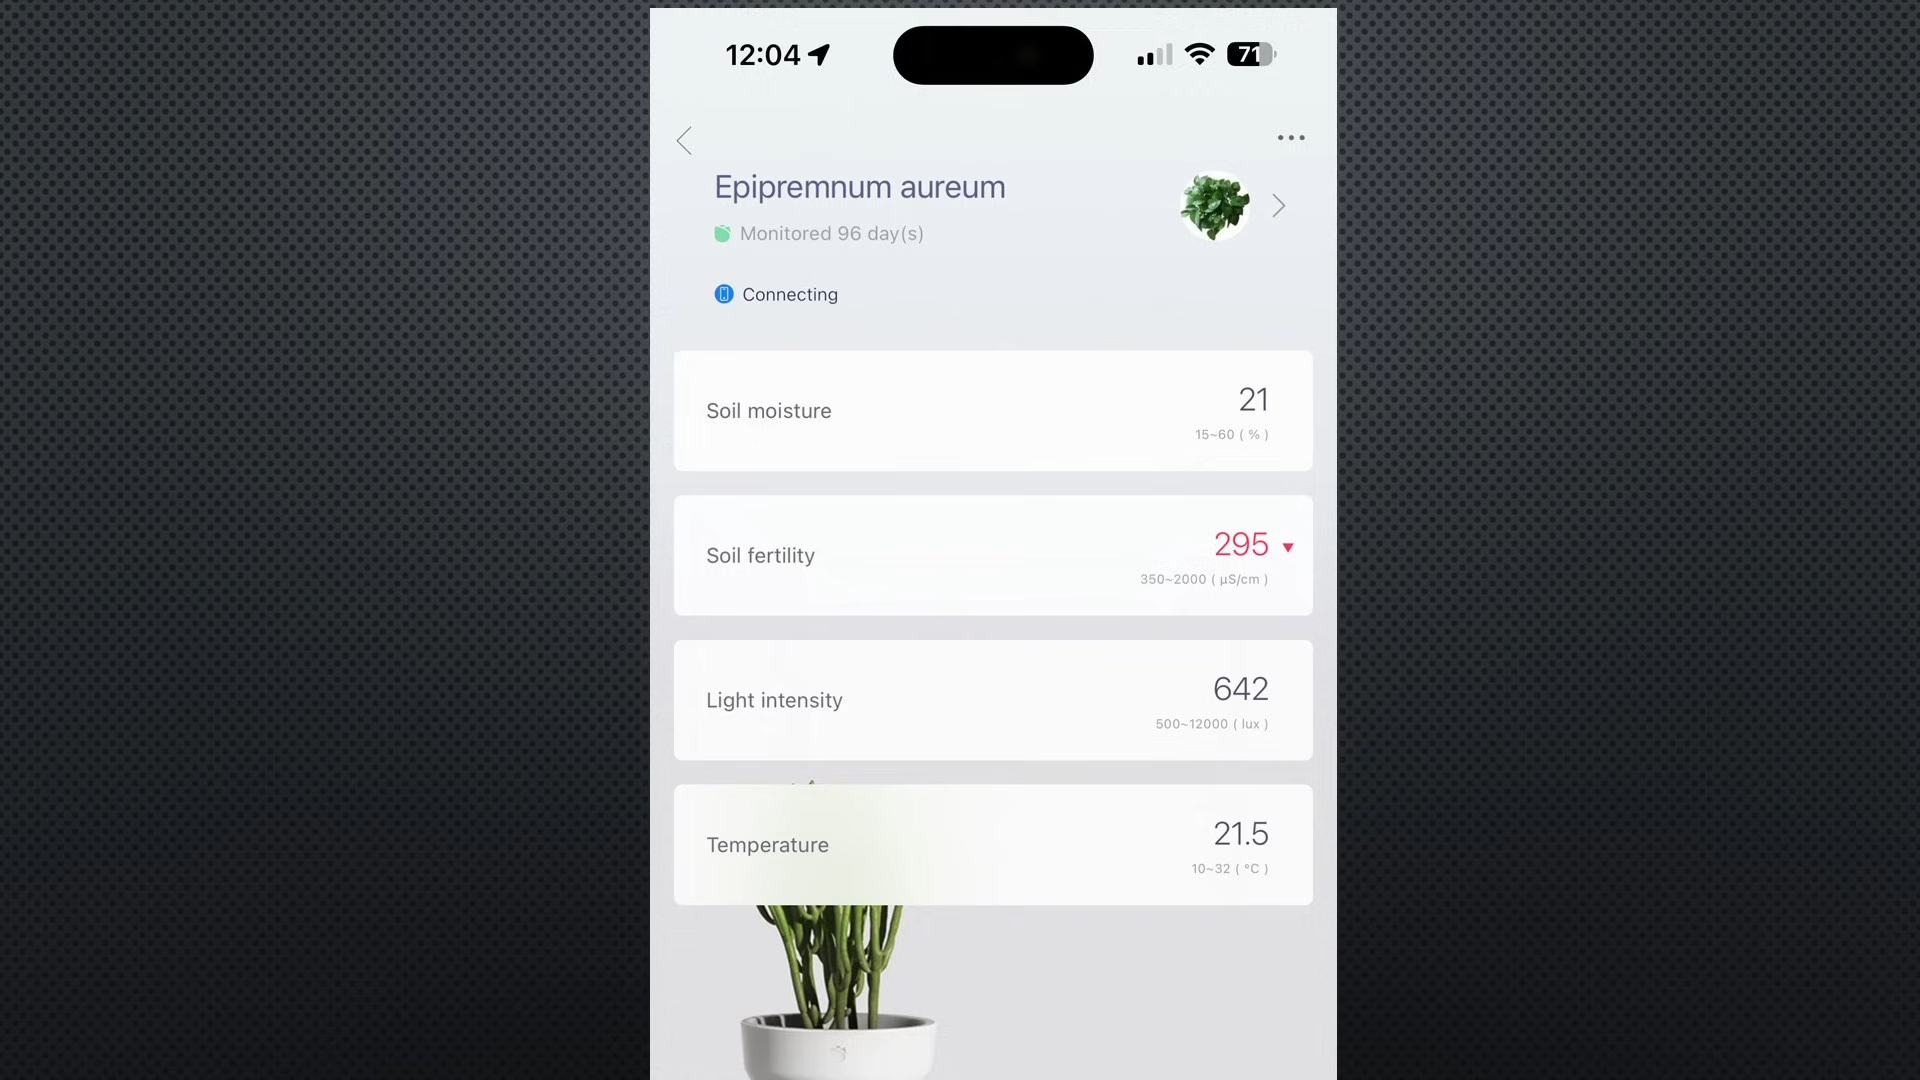 12:04
71
Epipremnum aureum
Monitored 96 day(s)
Connecting
Soil moisture
21
15~60 ( % )
Soil fertility
295
350~2000 ( µS/cm )
Light intensity
642
500~12000 ( lux )
Temperature
21.5
10~32 ( °C )